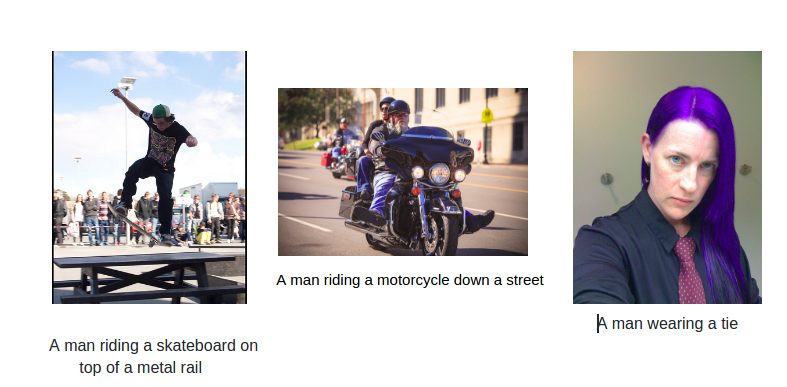 A man riding a skateboard on
top of a metal rail
A man riding a motorcycle down a street
A man wearing a tie